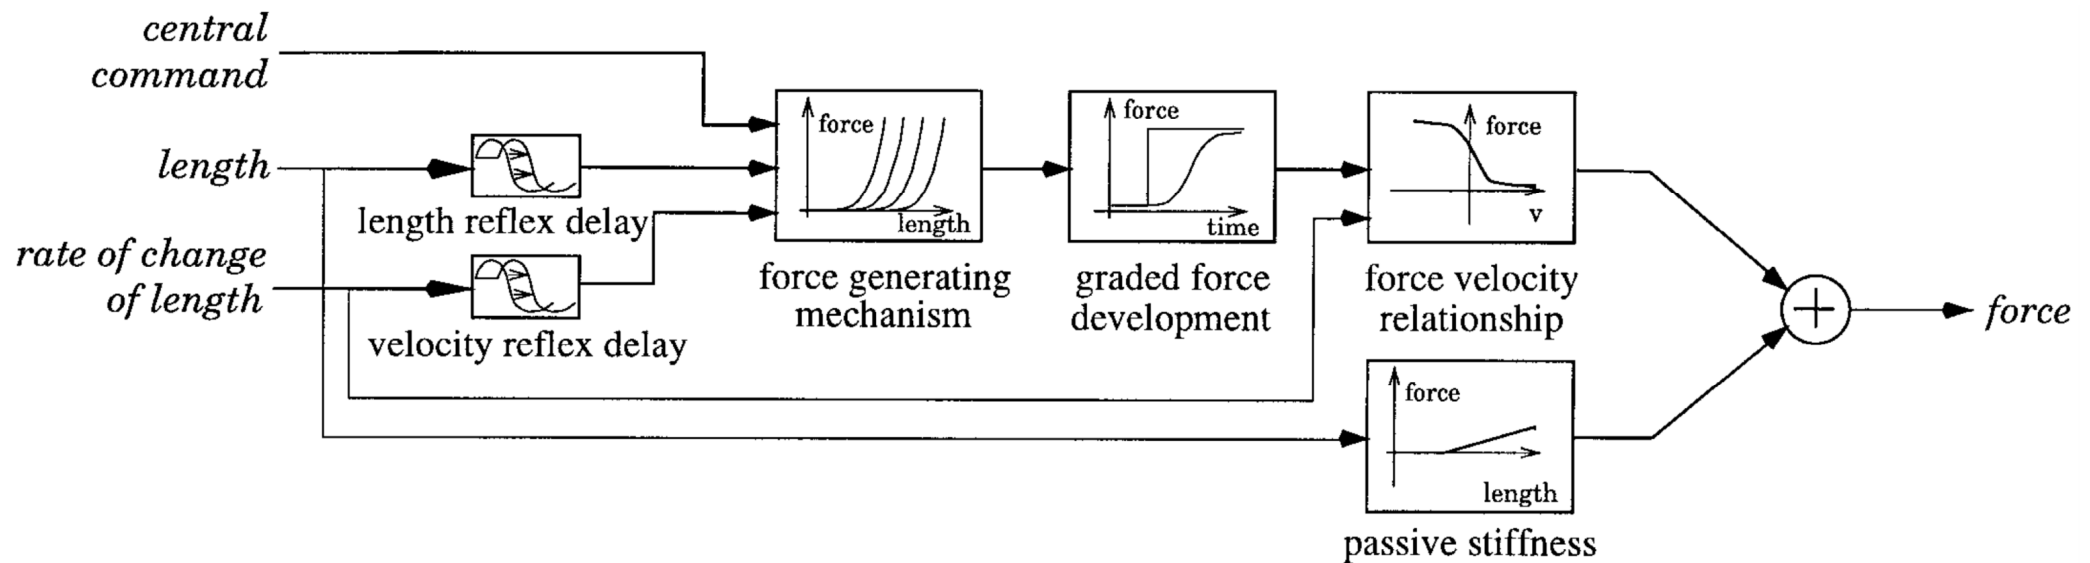 central
command
length
length reflex delay
rate of change
of length
velocity reflex delay
force
length
force generating
mechanism
force
time
graded force
development
force
v
force velocity
relationship
force
length
passive stiffness
+
force